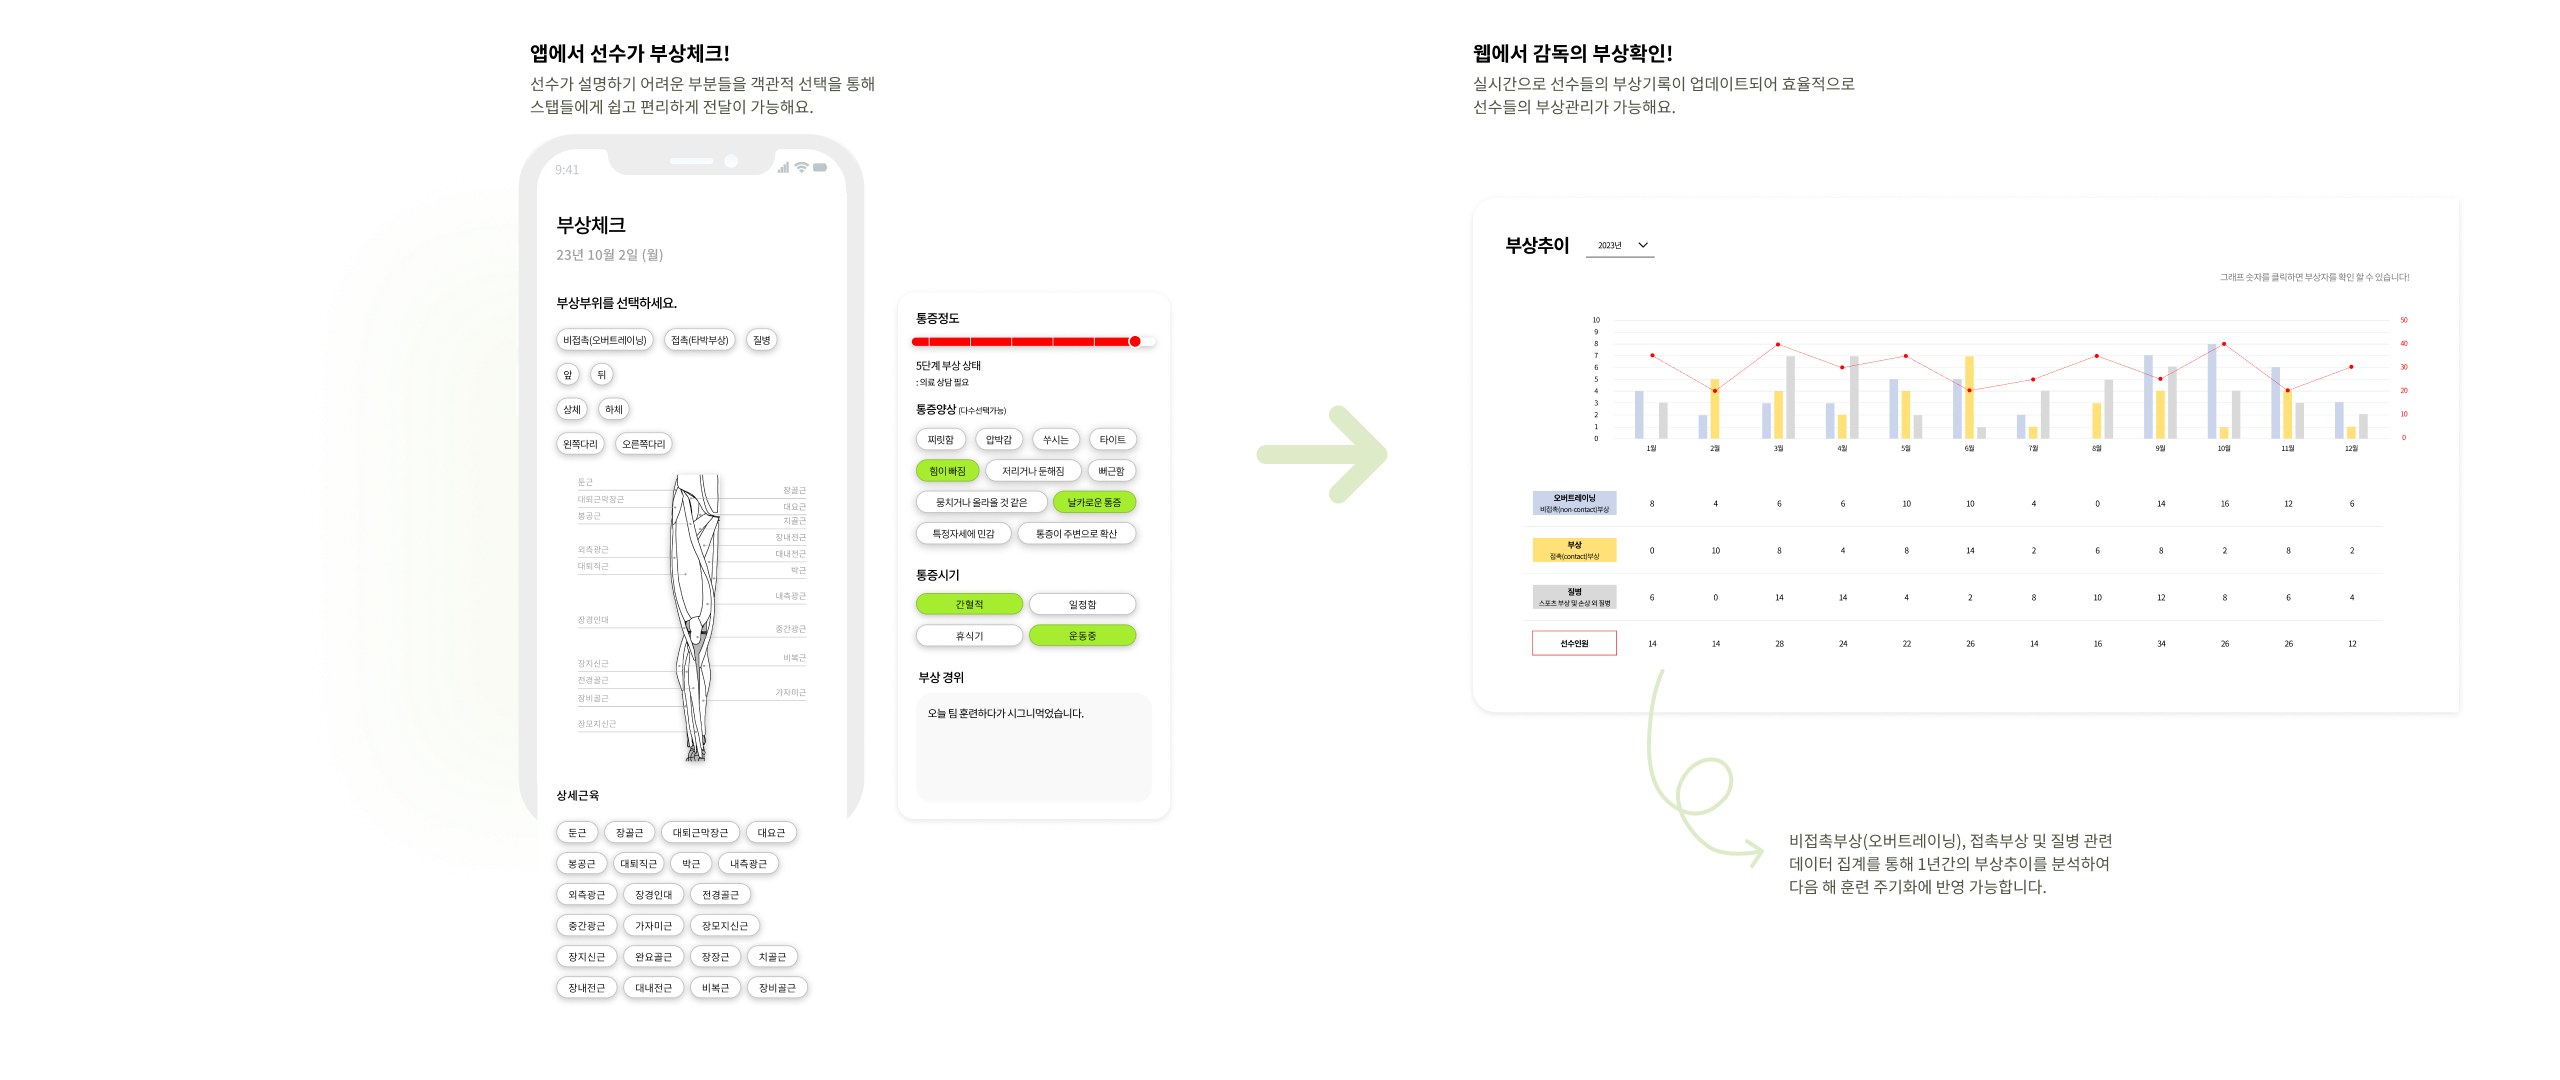 앱에서 선수가 부상체크!
선수가 설명하기 어려운 부분들을 객관적 선택을 통해
스탭들에게 쉽고 편리하게 전달이 가능해요.
9:41
부상체크
23년 10월 2일 (월)
부상부위를 선택하세요.
비접촉(오버트레이닝) 접촉(타박부상) 질병
앞 뒤
상체 하체
왼쪽다리 오른쪽다리
둔근
대퇴근막장근
봉공근
외측광근
대퇴직근
장경인대
장치신근
전경골근
장비골근
장모치신근
장골근
대요근
치골근
장내전근
대내전근
박근
내측광근
중간광근
비복근
가자미근
상세근육
둔근 장골근 대퇴근막장근 대요근
봉공근 대퇴직근 박근 내측광근
외측광근 장경인대 전경골근
중간광근 가자미근 장모지신근
장지신근 완요골근 장장근 치골근
장내전근 대내전근 비복근 장비골근
통증정도
5단계 부상 상태
: 의료 상담 필요
통증양상 (다수선택가능)
찌릿함 압박감 쑤시는 타이트
힘이 빠짐 저리거나 둔해짐 뻐근함
뭉치거나 올라올 것 같은 날카로운 통증
특정자세에 민감 통증이 주변으로 확산
통증시기
간헐적 일정함
휴식기 운동중
부상 경위
오늘 팀 훈련하다가 시그니먹었습니다.
웹에서 감독의 부상확인!
실시간으로 선수들의 부상기록이 업데이트되어 효율적으로
선수들의 부상관리가 가능해요.
부상추이 2023년
그래프 숫자를 클릭하면 부상자를 확인 할 수 있습니다!
10
9
8
7
6
5
4
3
2
1
0
50
40
30
20
10
0
1월 2월 3월 4월 5월 6월 7월 8월 9월 10월 11월 12월
오버트레이닝
비접촉(non-contact)부상
8 4 6 6 10 10 4 0 14 16 12 6
부상
접촉(contact)부상
0 10 8 4 8 14 2 6 8 2 8 2
질병
스포츠 부상 및 손상 외 질병
6 0 14 14 4 2 8 10 12 8 6 4
선수인원 14 14 28 24 22 26 14 16 34 26 26 12
비접촉부상(오버트레이닝), 접촉부상 및 질병 관련
데이터 집계를 통해 1년간의 부상추이를 분석하여
다음 해 훈련 주기화에 반영 가능합니다.